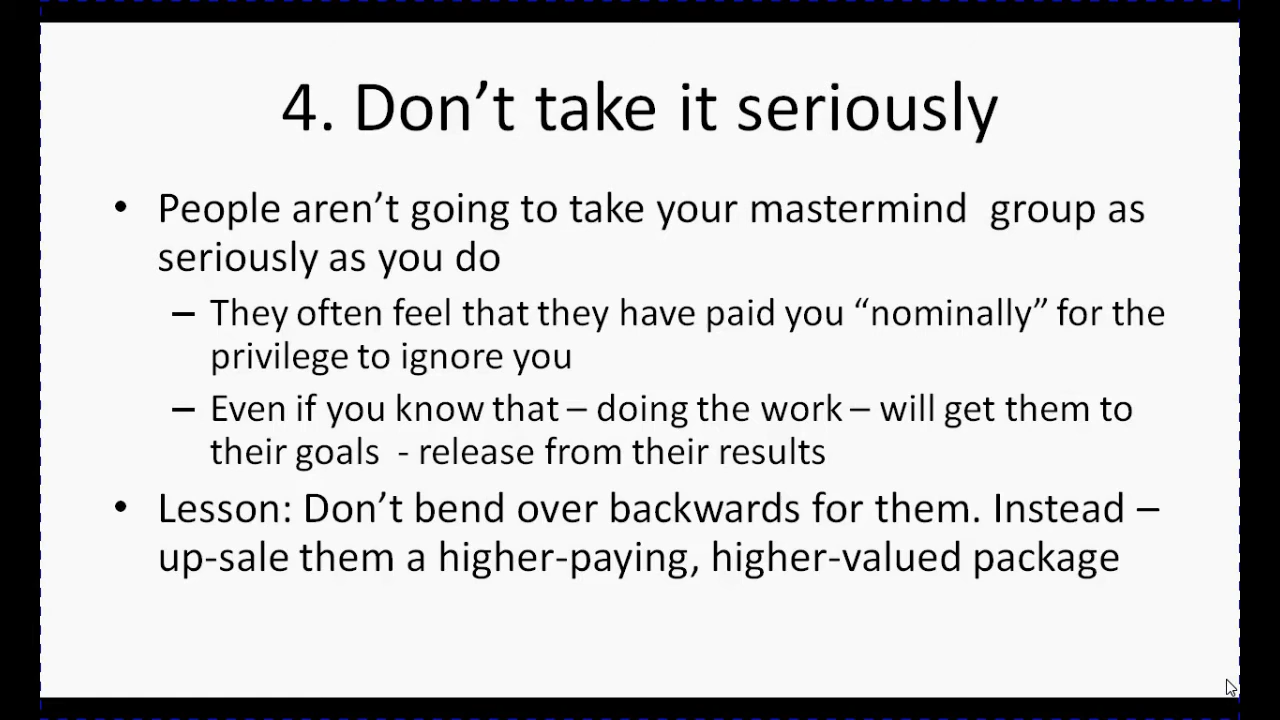 4. Don’t take it seriously
• People aren’t going to take your mastermind  group as
seriously as you do
– They often feel that they have paid you “nominally” for the
privilege to ignore you
– Even if you know that – doing the work – will get them to
their goals  - release from their results
• Lesson: Don’t bend over backwards for them. Instead –
up-sale them a higher-paying, higher-valued package